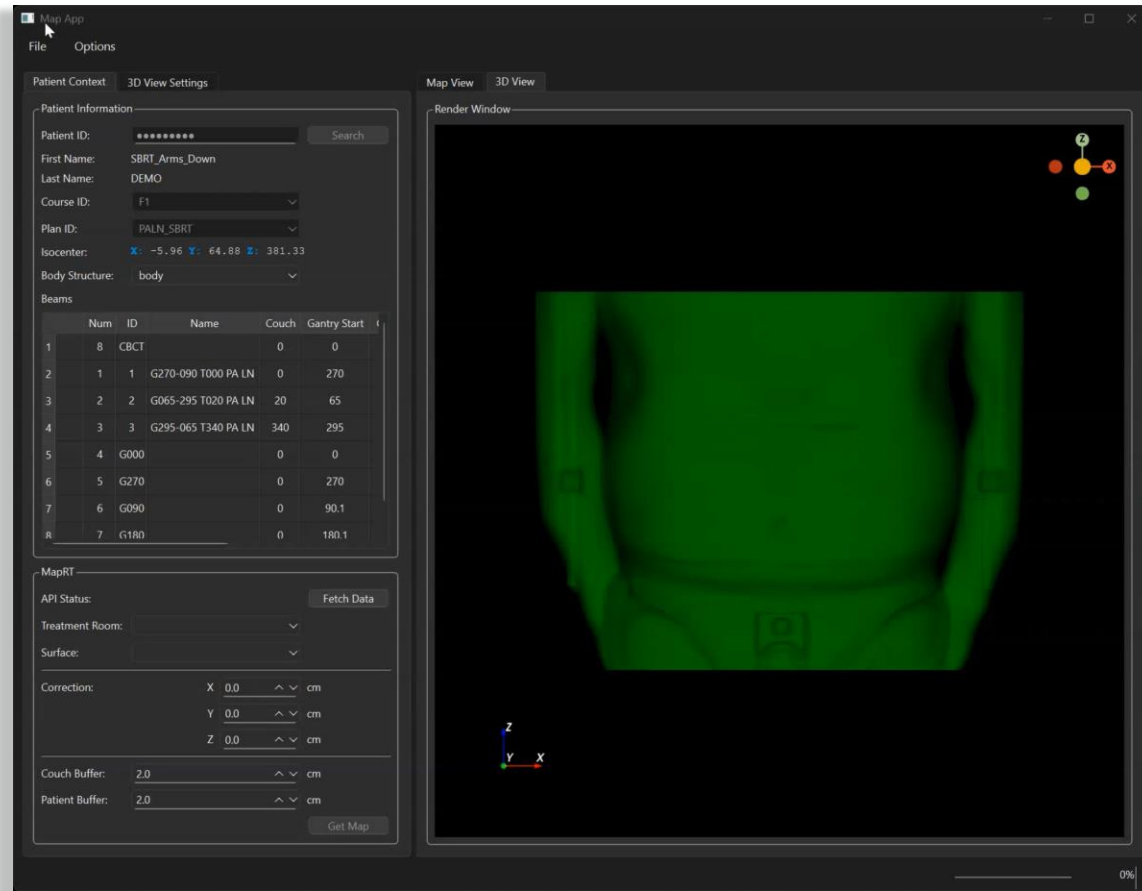 Map App
File Options
Patient Context 3D View Settings
Patient Information
Patient ID: ●●●●●●●●● Search
First Name: SBRT_Arms_Down
Last Name: DEMO
Course ID: F1
Plan ID: PALN_SBRT
Isocenter: X: -5.96 Y: 64.88 Z: 381.33
Body Structure: body
Beams
Num ID Name Couch Gantry Start
1 8 CBCT 0 0
2 1 1 G270-090 T000 PA LN 0 270
3 2 2 G065-295 T020 PA LN 20 65
4 3 3 G295-065 T340 PA LN 340 295
5 4 G000 0 0
6 5 G270 0 270
7 6 G090 0 90.1
8 7 G180 0 180.1
MapRT
API Status: Fetch Data
Treatment Room:
Surface:
Correction: X 0.0 cm
Y 0.0 cm
Z 0.0 cm
Couch Buffer: 2.0 cm
Patient Buffer: 2.0 cm
Get Map
Map View 3D View
Render Window
Z
X
Z
Y X
0%